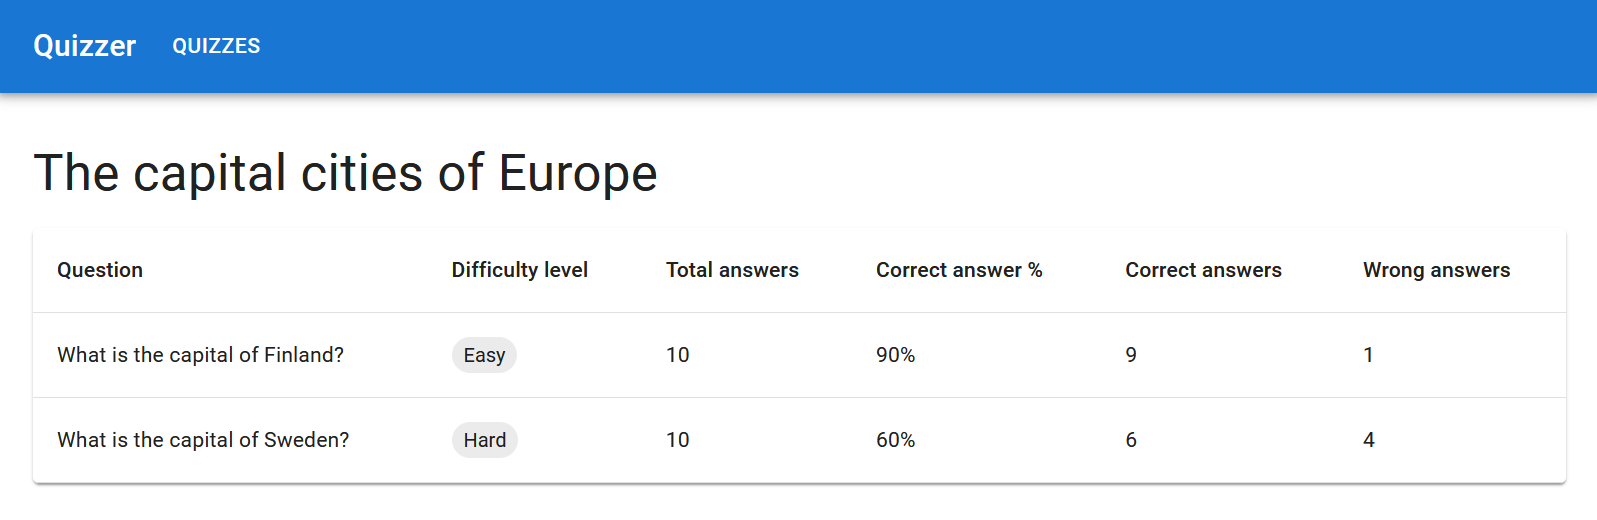 Quizzer QUIZZES
The capital cities of Europe
Question Difficulty level Total answers Correct answer % Correct answers Wrong answers
What is the capital of Finland? Easy 10 90% 9 1
What is the capital of Sweden? Hard 10 60% 6 4